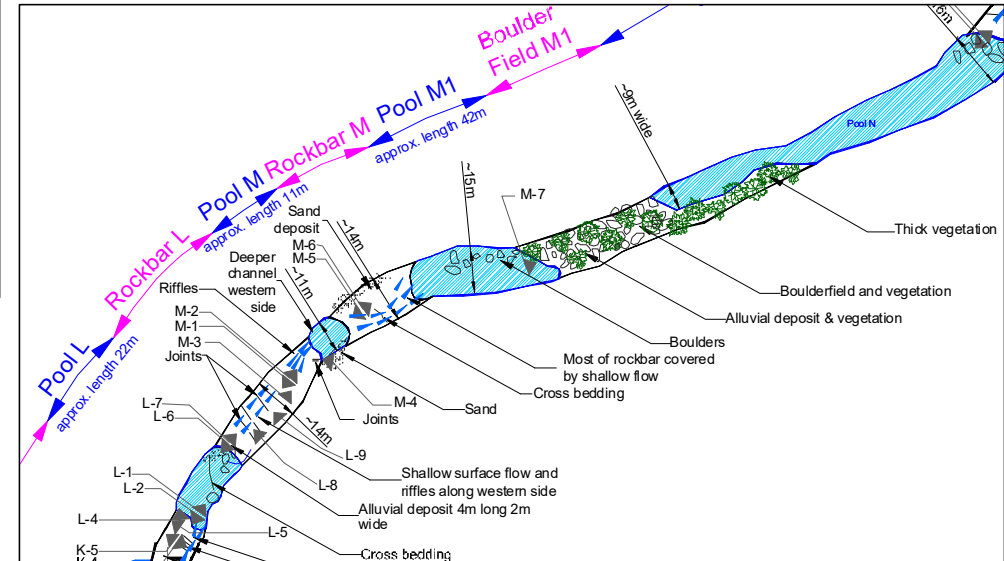 Boulder
Field M1
Pool M1
approx. length 42m
Rockbar M
Pool M
approx. length 11m
Rockbar L
Pool L
approx. length 22m
~9m wide
Pool N
~15m
M-7
Thick vegetation
Sand
deposit
~14m
M-6
M-5
Deeper
channel
western
side
~11m
Riffles
Boulderfield and vegetation
M-2
M-1
M-3
Joints
Alluvial deposit & vegetation
Boulders
Most of rockbar covered
by shallow flow
Cross bedding
Sand
M-4
Joints
L-7
L-6
~14m
L-9
L-8
Shallow surface flow and
riffles along western side
L-1
L-2
Alluvial deposit 4m long 2m
wide
L-4
L-5
K-5
Cross bedding